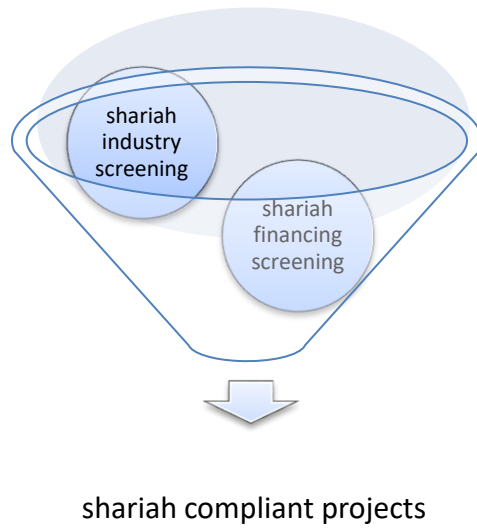 shariah
industry
screening
shariah
financing
screening
shariah compliant projects